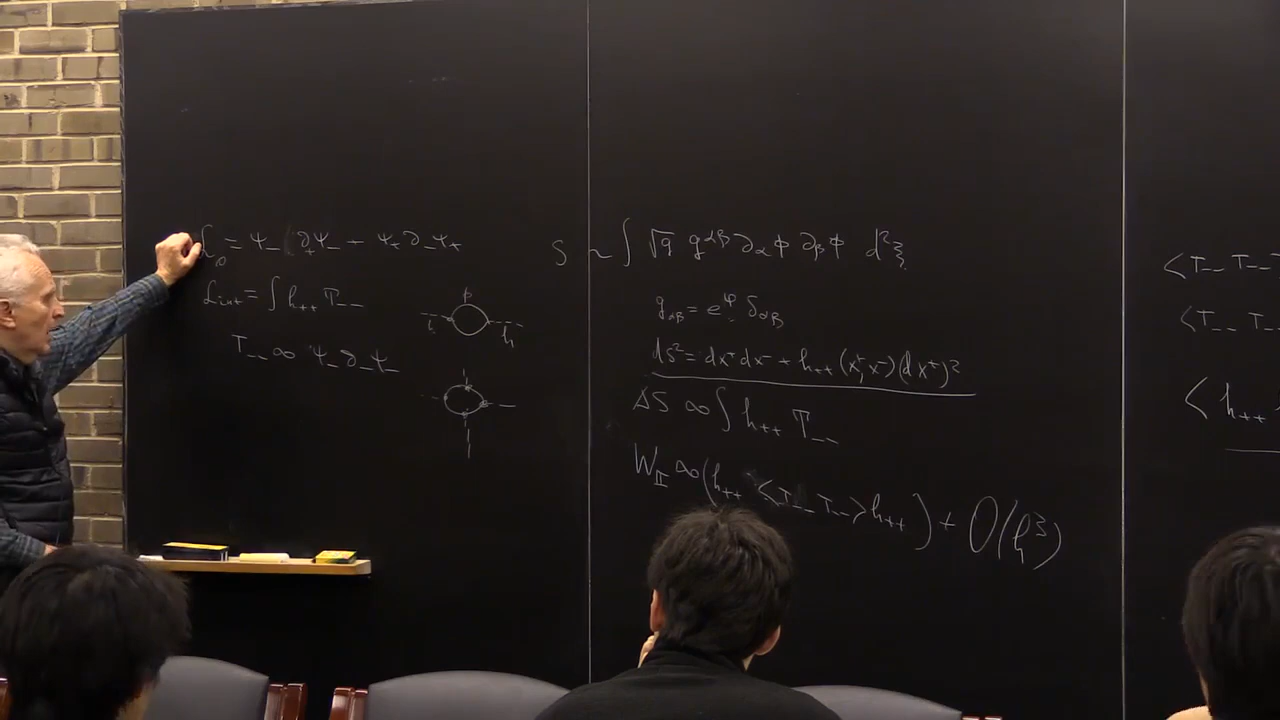 ℒ₀ = ψ₋ ∂₊ψ₋ + ψ₊ ∂₋ψ₊
ℒ_int = ∫ h₊₊ T₋₋
T₋₋ ∝ ψ₋ ∂₋ψ₋
p
h
S ~ ∫ √g g^{αβ} ∂_α ϕ ∂_β ϕ d²ξ
g_{αβ} = e^φ δ_{αβ}
ds² = dx⁺dx⁻ + h₊₊(x⁺, x⁻)(dx⁺)²
ΔS ∝ ∫ h₊₊ T₋₋
W_II ∝ (h₊₊ <T₋₋ T₋₋> h₊₊) + O(h³)
<T₋₋ T₋
<T₋₋ T
<h₊₊